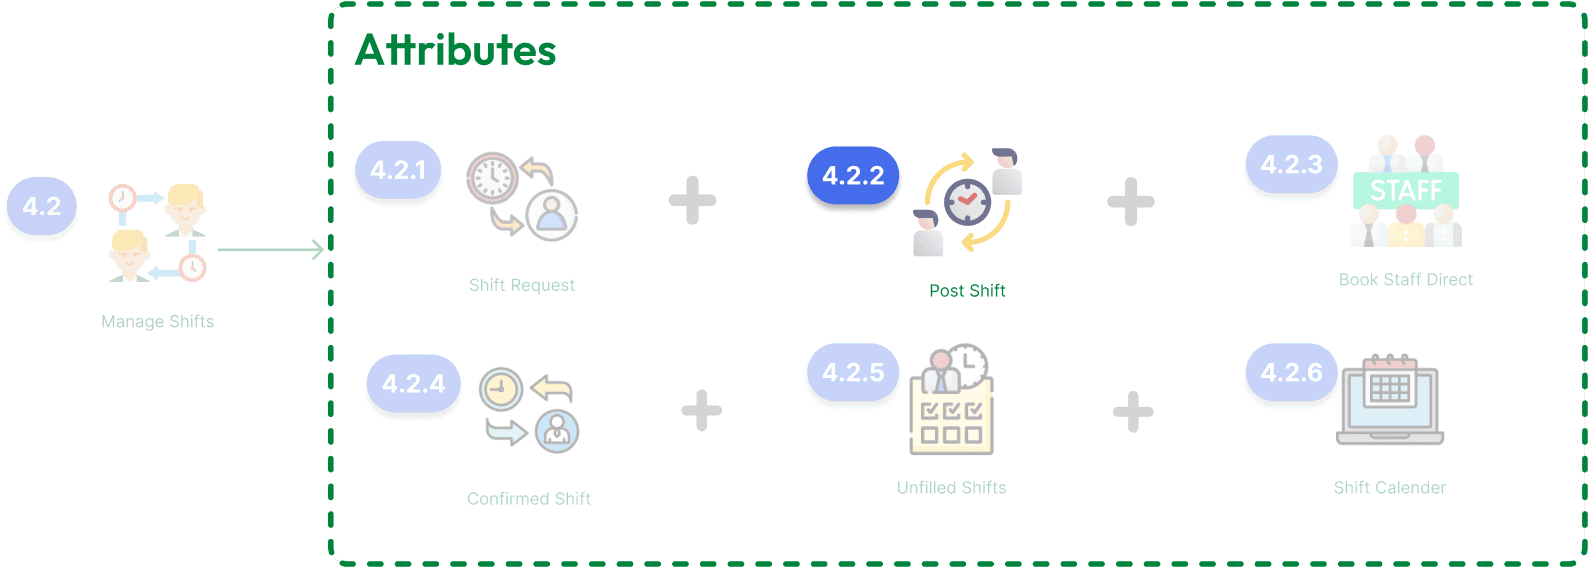 Attributes
4.2
Manage Shifts
4.2.1
Shift Request
4.2.2
Post Shift
4.2.3
STAFF
Book Staff Direct
4.2.4
Confirmed Shift
4.2.5
Unfilled Shifts
4.2.6
Shift Calender